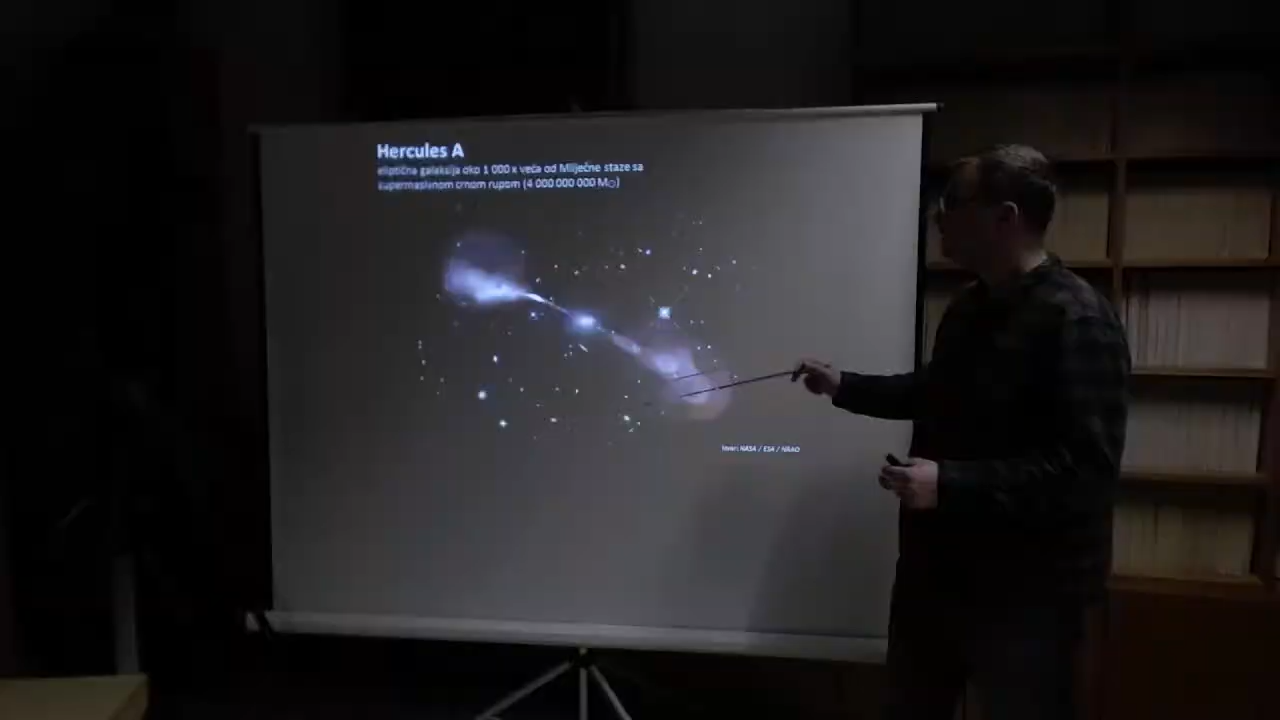 Hercules A
eliptična galaksija oko 1 000 x veća od Mliječne staze sa
supermasivnom crnom rupom (4 000 000 000 M☉)
Izvor: NASA / ESA / NRAO